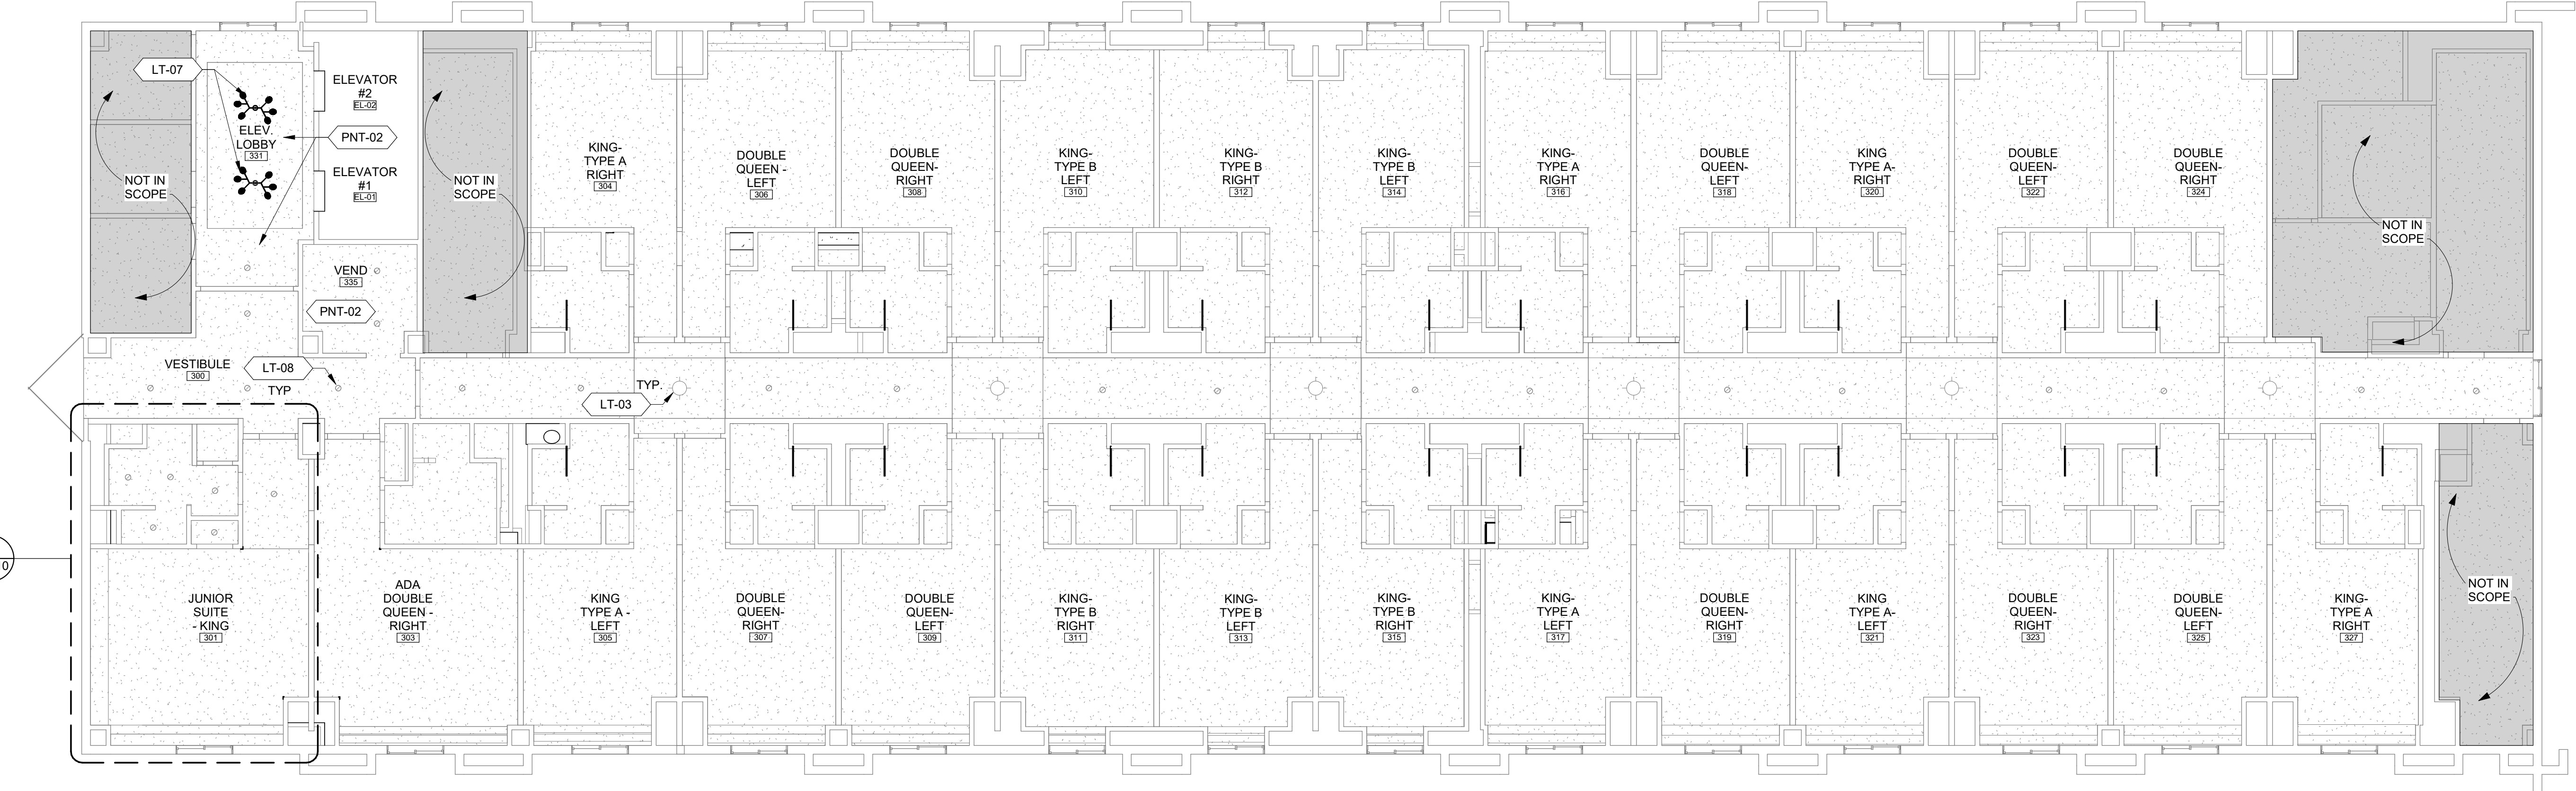 LT-07
ELEVATOR
#2
EL-02
ELEV.
LOBBY
331
PNT-02
ELEVATOR
#1
EL-01
NOT IN
SCOPE
NOT IN
SCOPE
KING-
TYPE A
RIGHT
304
DOUBLE
QUEEN -
LEFT
306
DOUBLE
QUEEN-
RIGHT
308
KING-
TYPE B
LEFT
310
KING-
TYPE B
RIGHT
312
KING-
TYPE B
LEFT
314
KING-
TYPE A
RIGHT
316
DOUBLE
QUEEN-
LEFT
318
KING
TYPE A-
RIGHT
320
DOUBLE
QUEEN-
LEFT
322
DOUBLE
QUEEN-
RIGHT
324
NOT IN
SCOPE
VEND
335
PNT-02
VESTIBULE
300
LT-08
TYP
TYP.
LT-03
0
JUNIOR
SUITE
- KING
301
ADA
DOUBLE
QUEEN -
RIGHT
303
KING
TYPE A -
LEFT
305
DOUBLE
QUEEN-
RIGHT
307
DOUBLE
QUEEN-
LEFT
309
KING-
TYPE B
RIGHT
311
KING-
TYPE B
LEFT
313
KING-
TYPE B
RIGHT
315
KING-
TYPE A
LEFT
317
DOUBLE
QUEEN-
RIGHT
319
KING
TYPE A-
LEFT
321
DOUBLE
QUEEN-
RIGHT
323
DOUBLE
QUEEN-
LEFT
325
KING-
TYPE A
RIGHT
327
NOT IN
SCOPE